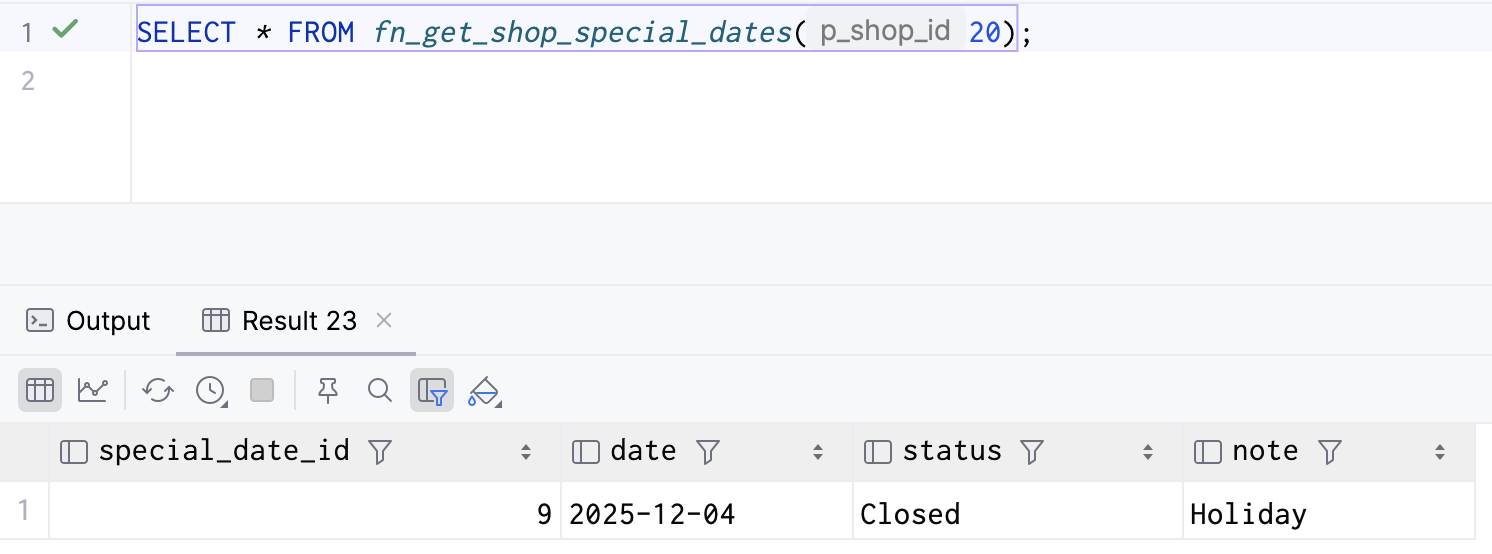 1 SELECT * FROM fn_get_shop_special_dates( p_shop_id 20);
2
Output Result 23
special_date_id date status note
1 9 2025-12-04 Closed Holiday